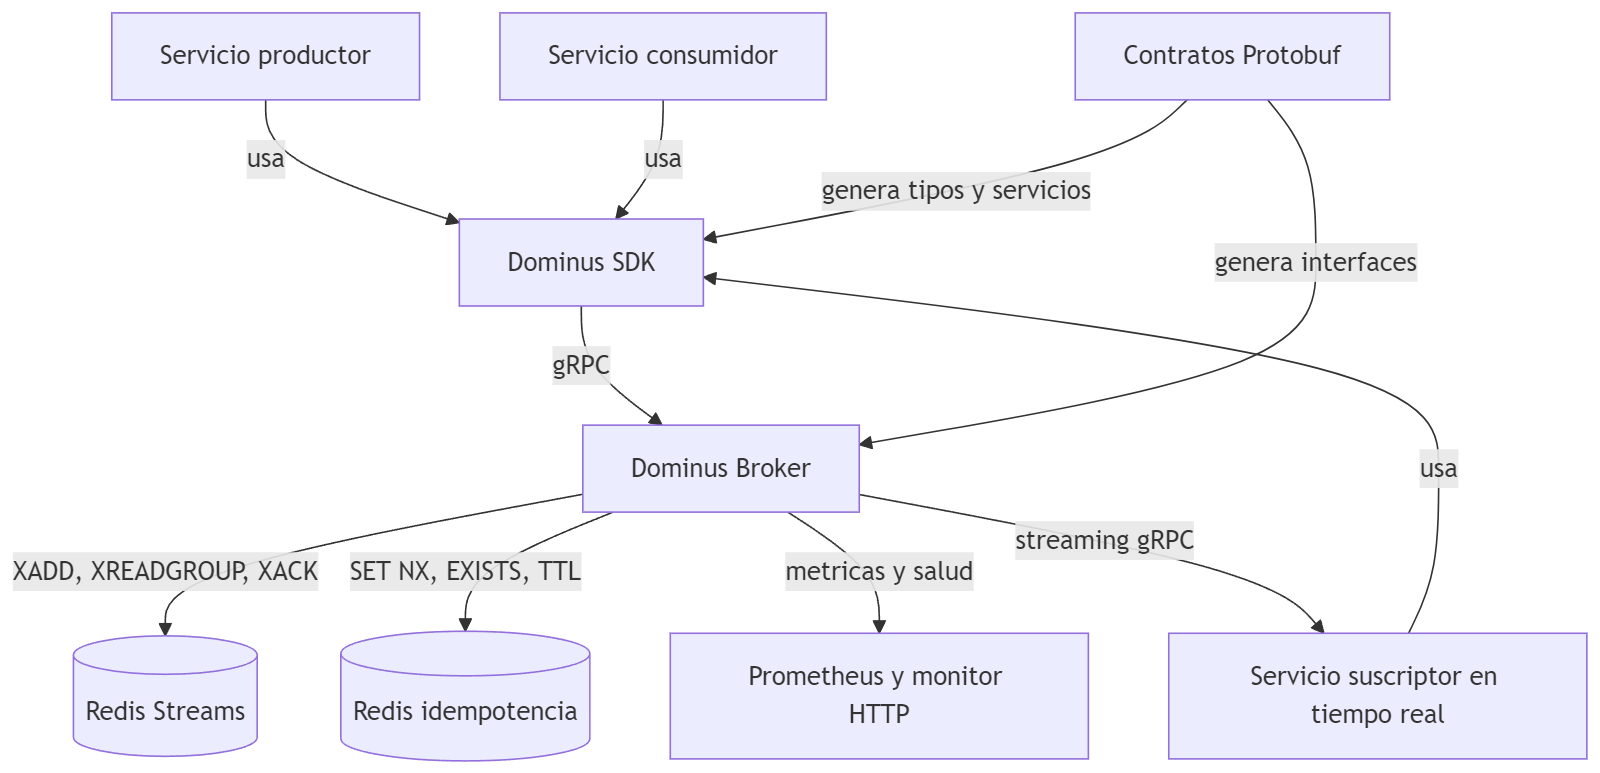 Servicio productor
Servicio consumidor
Contratos Protobuf
usa
usa
genera tipos y servicios
Dominus SDK
genera interfaces
gRPC
Dominus Broker
usa
streaming gRPC
XADD, XREADGROUP, XACK
SET NX, EXISTS, TTL
metricas y salud
Redis Streams
Redis idempotencia
Prometheus y monitor
HTTP
Servicio suscriptor en
tiempo real